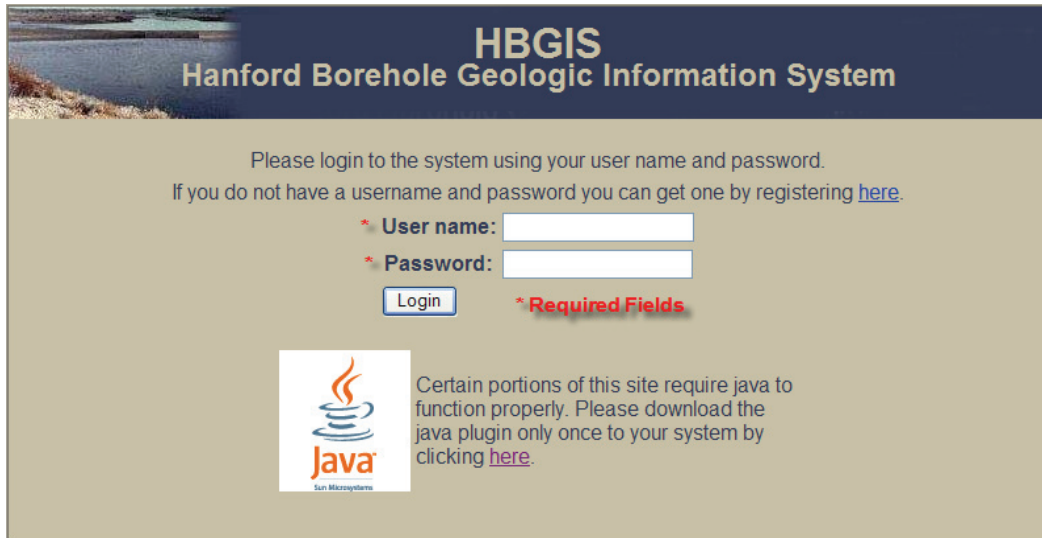 HBGIS
Hanford Borehole Geologic Information System
Please login to the system using your user name and password.
If you do not have a username and password you can get one by registering here.
* User name:
* Password:
Login
* Required Fields
Java
Sun Microsystems
Certain portions of this site require java to
function properly. Please download the
java plugin only once to your system by
clicking here.